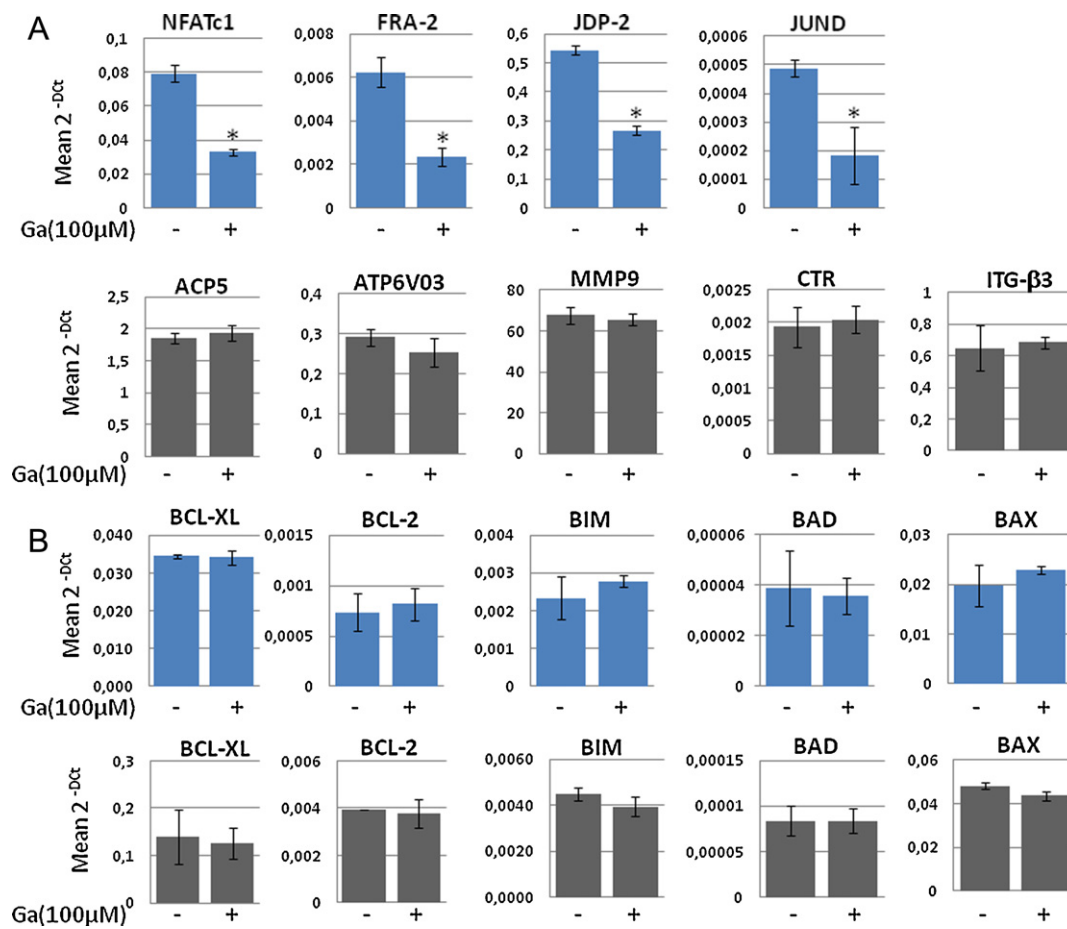 A
NFATc1 FRA-2 JDP-2 JUND
Mean 2 -DCt
0,1 0,08 0,06 0,04 0,02 0
0,008 0,006 0,004 0,002 0
0,6 0,5 0,4 0,3 0,2 0,1 0
0,0006 0,0005 0,0004 0,0003 0,0002 0,0001 0
* * * *
Ga(100µM) - + - + - + - +
ACP5 ATP6V03 MMP9 CTR ITG-β3
Mean 2 -DCt
2,5 2 1,5 1 0,5 0
0,4 0,3 0,2 0,1 0
80 60 40 20 0
0,0025 0,002 0,0015 0,001 0,0005 0
1 0,8 0,6 0,4 0,2 0
Ga(100µM) - + - + - + - + - +
B
BCL-XL BCL-2 BIM BAD BAX
Mean 2 -DCt
0,040 0,030 0,020 0,010 0,000
0,0015 0,001 0,0005 0
0,004 0,003 0,002 0,001 0
0,00006 0,00004 0,00002 0
0,03 0,02 0,01 0
Ga(100µM) - + - + - + - + - +
BCL-XL BCL-2 BIM BAD BAX
Mean 2 -DCt
0,3 0,2 0,1 0
0,006 0,004 0,002 0,000
0,0060 0,0040 0,0020 0,0000
0,00015 0,0001 0,00005 0
0,06 0,04 0,02 0
Ga(100µM) - + - + - + - + - +